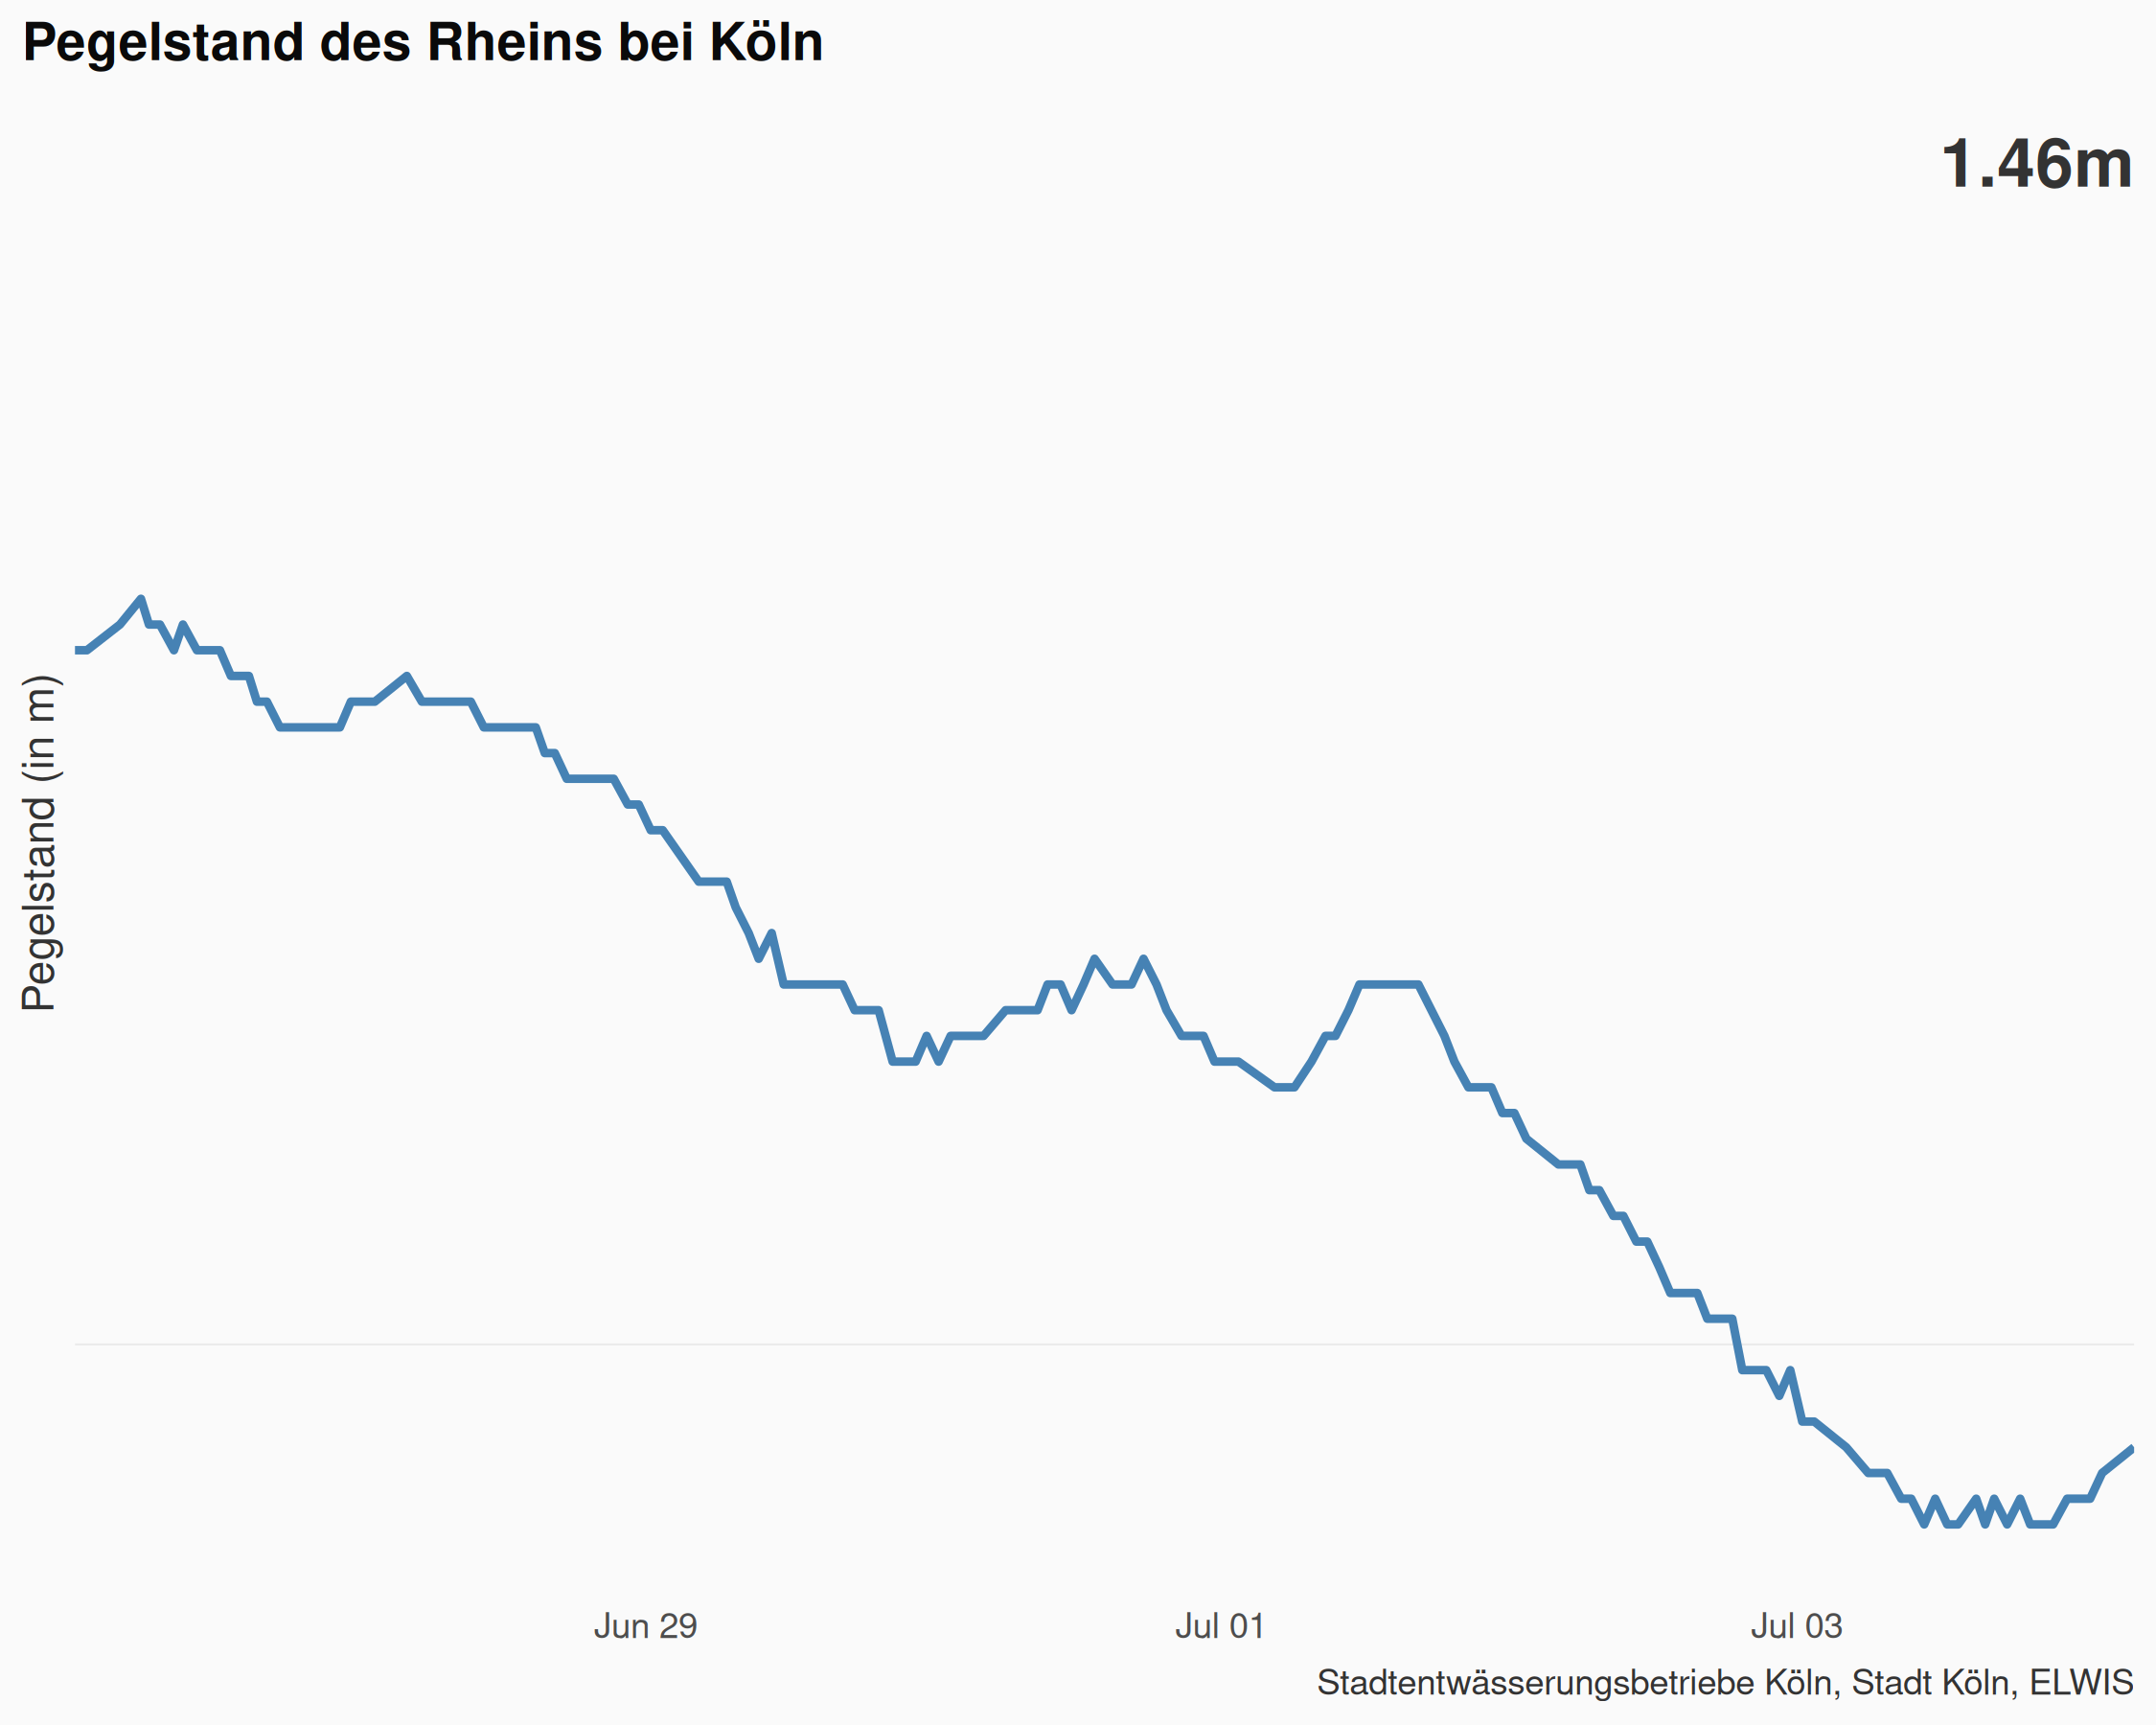 Pegelstand des Rheins bei Köln
1.46m
Pegelstand (in m)
Jun 29
Jul 01
Jul 03
Stadtentwässerungsbetriebe Köln, Stadt Köln, ELWIS